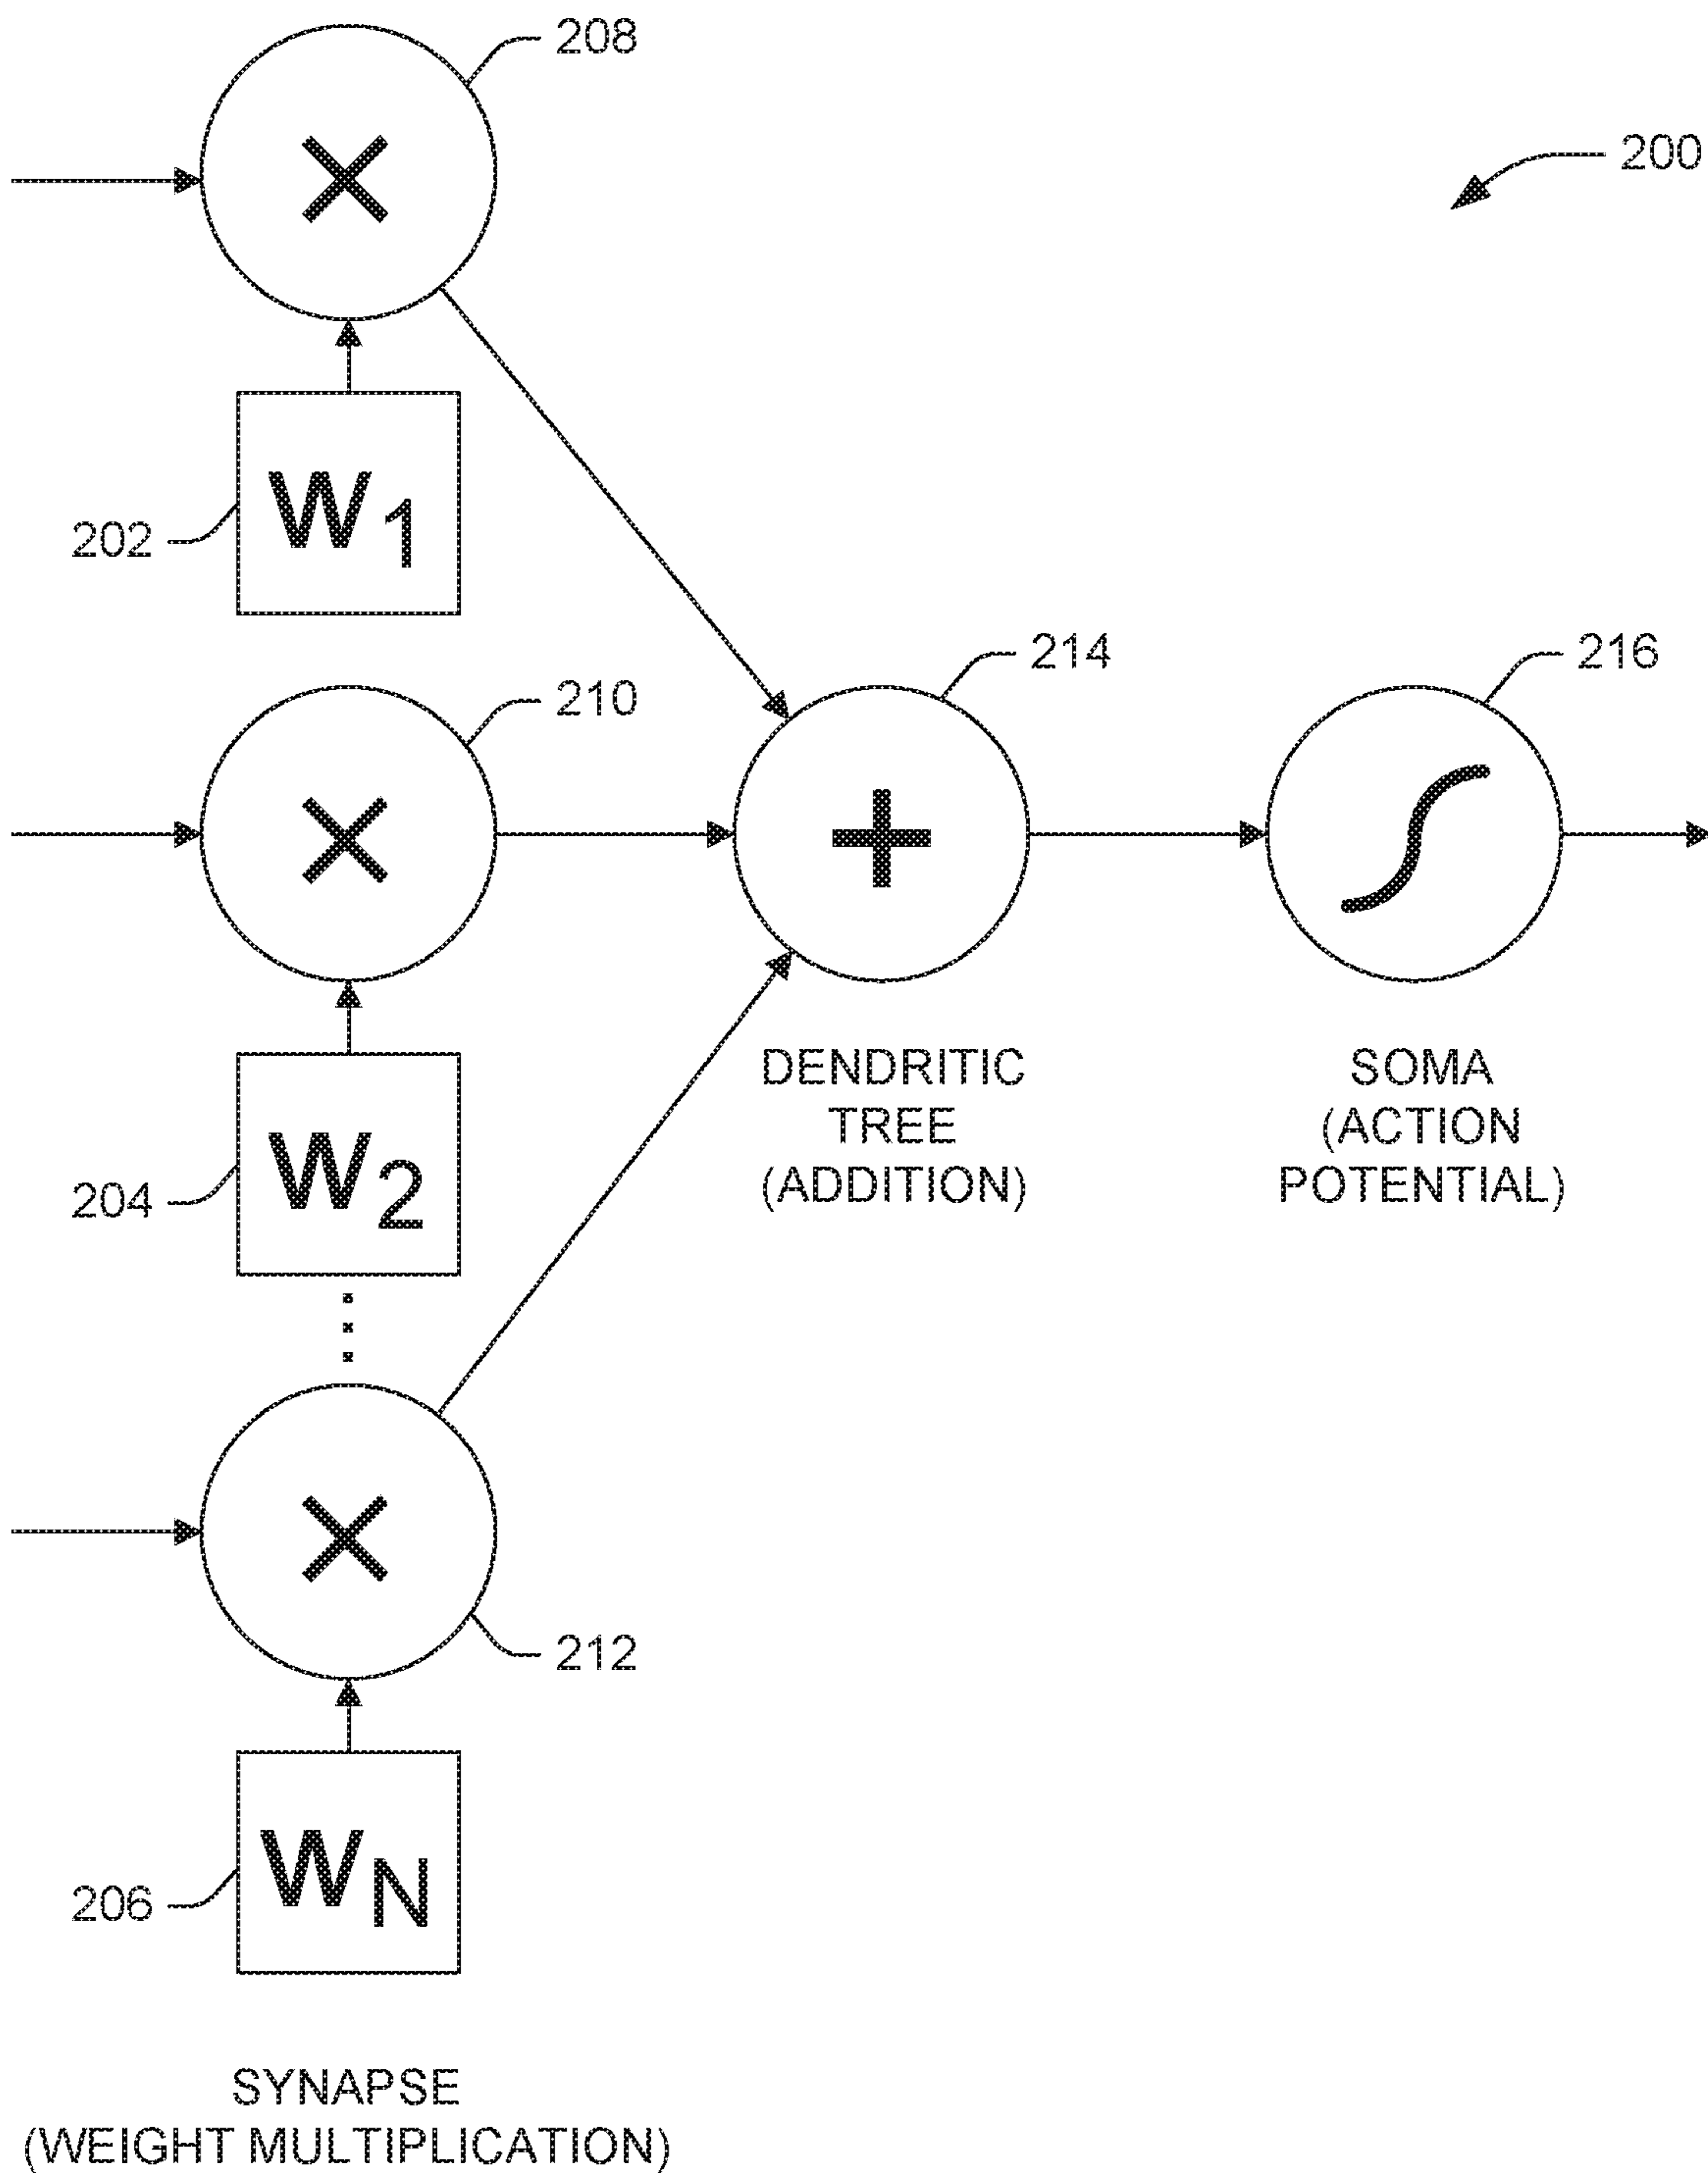 208
200
W1
202
214
216
210
DENDRITIC
TREE
(ADDITION)
SOMA
(ACTION
POTENTIAL)
W2
204
212
WN
206
SYNAPSE
(WEIGHT MULTIPLICATION)